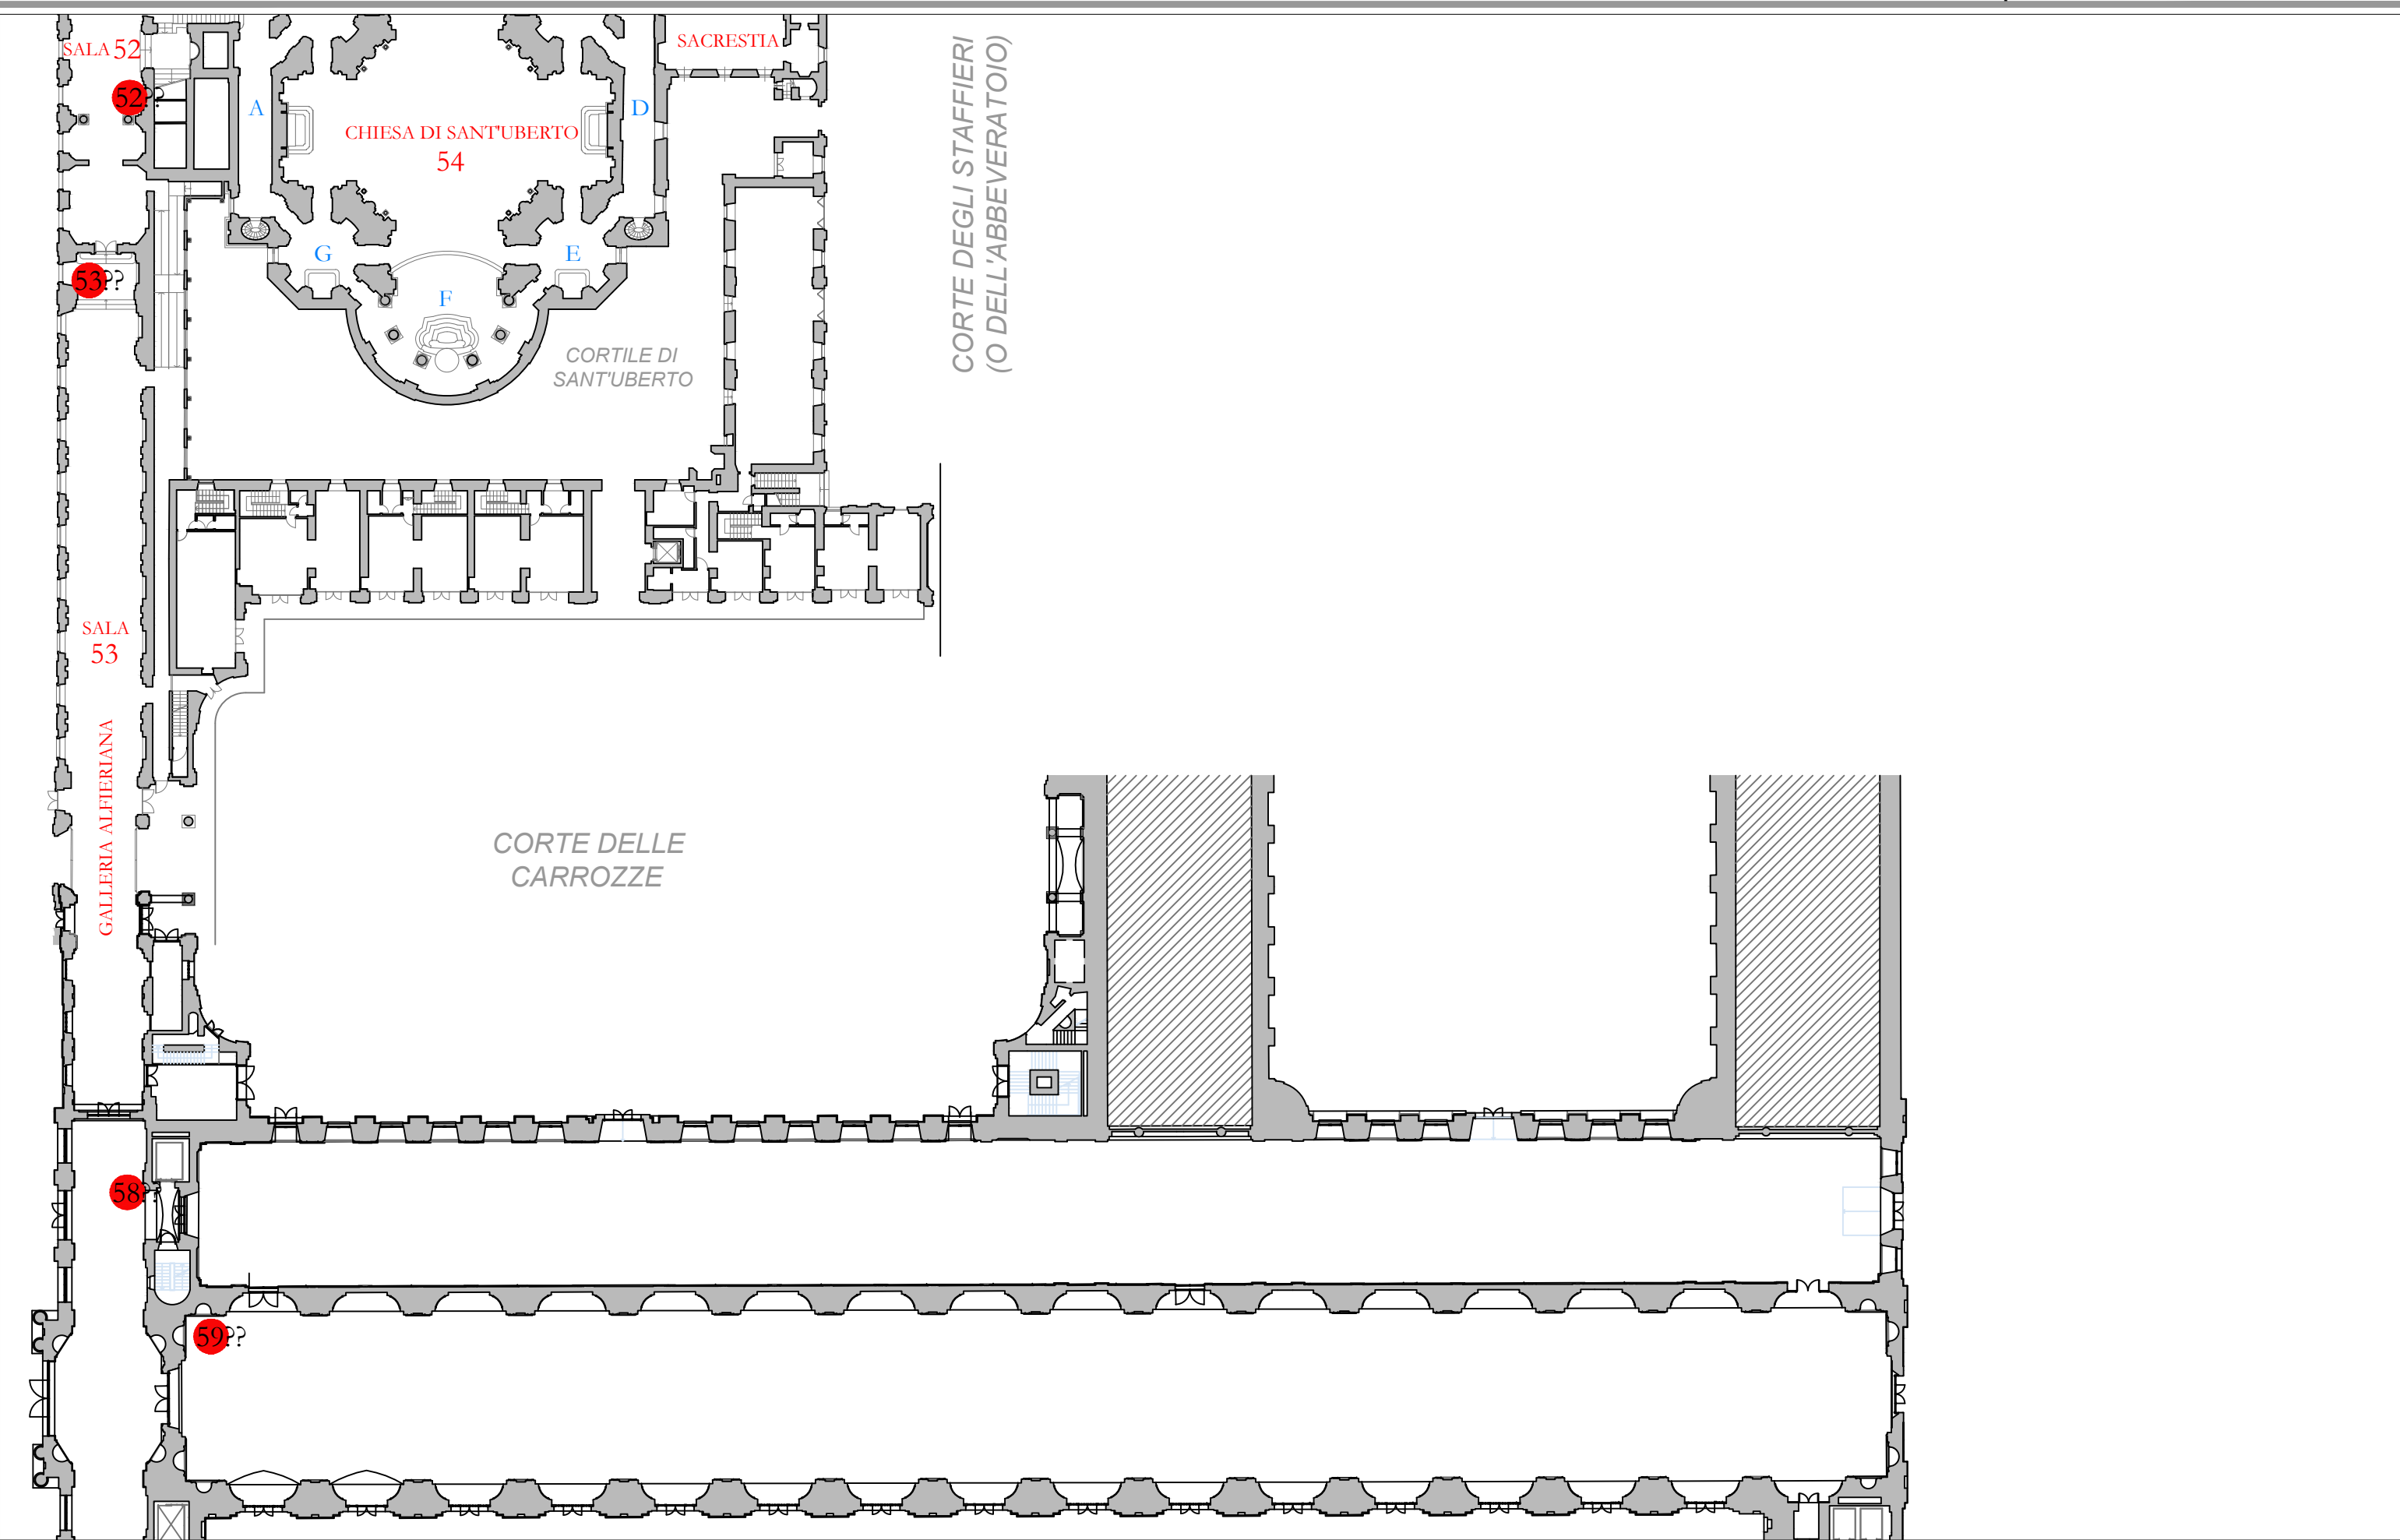 SALA 52
52??
SACRESTIA
A
D
CHIESA DI SANT'UBERTO
54
CORTE DEGLI STAFFIERI
(O DELL'ABBEVERATOIO)
G
E
53??
F
CORTILE DI
SANT'UBERTO
SALA
53
GALLERIA ALFIERIANA
CORTE DELLE
CARROZZE
58??
59??